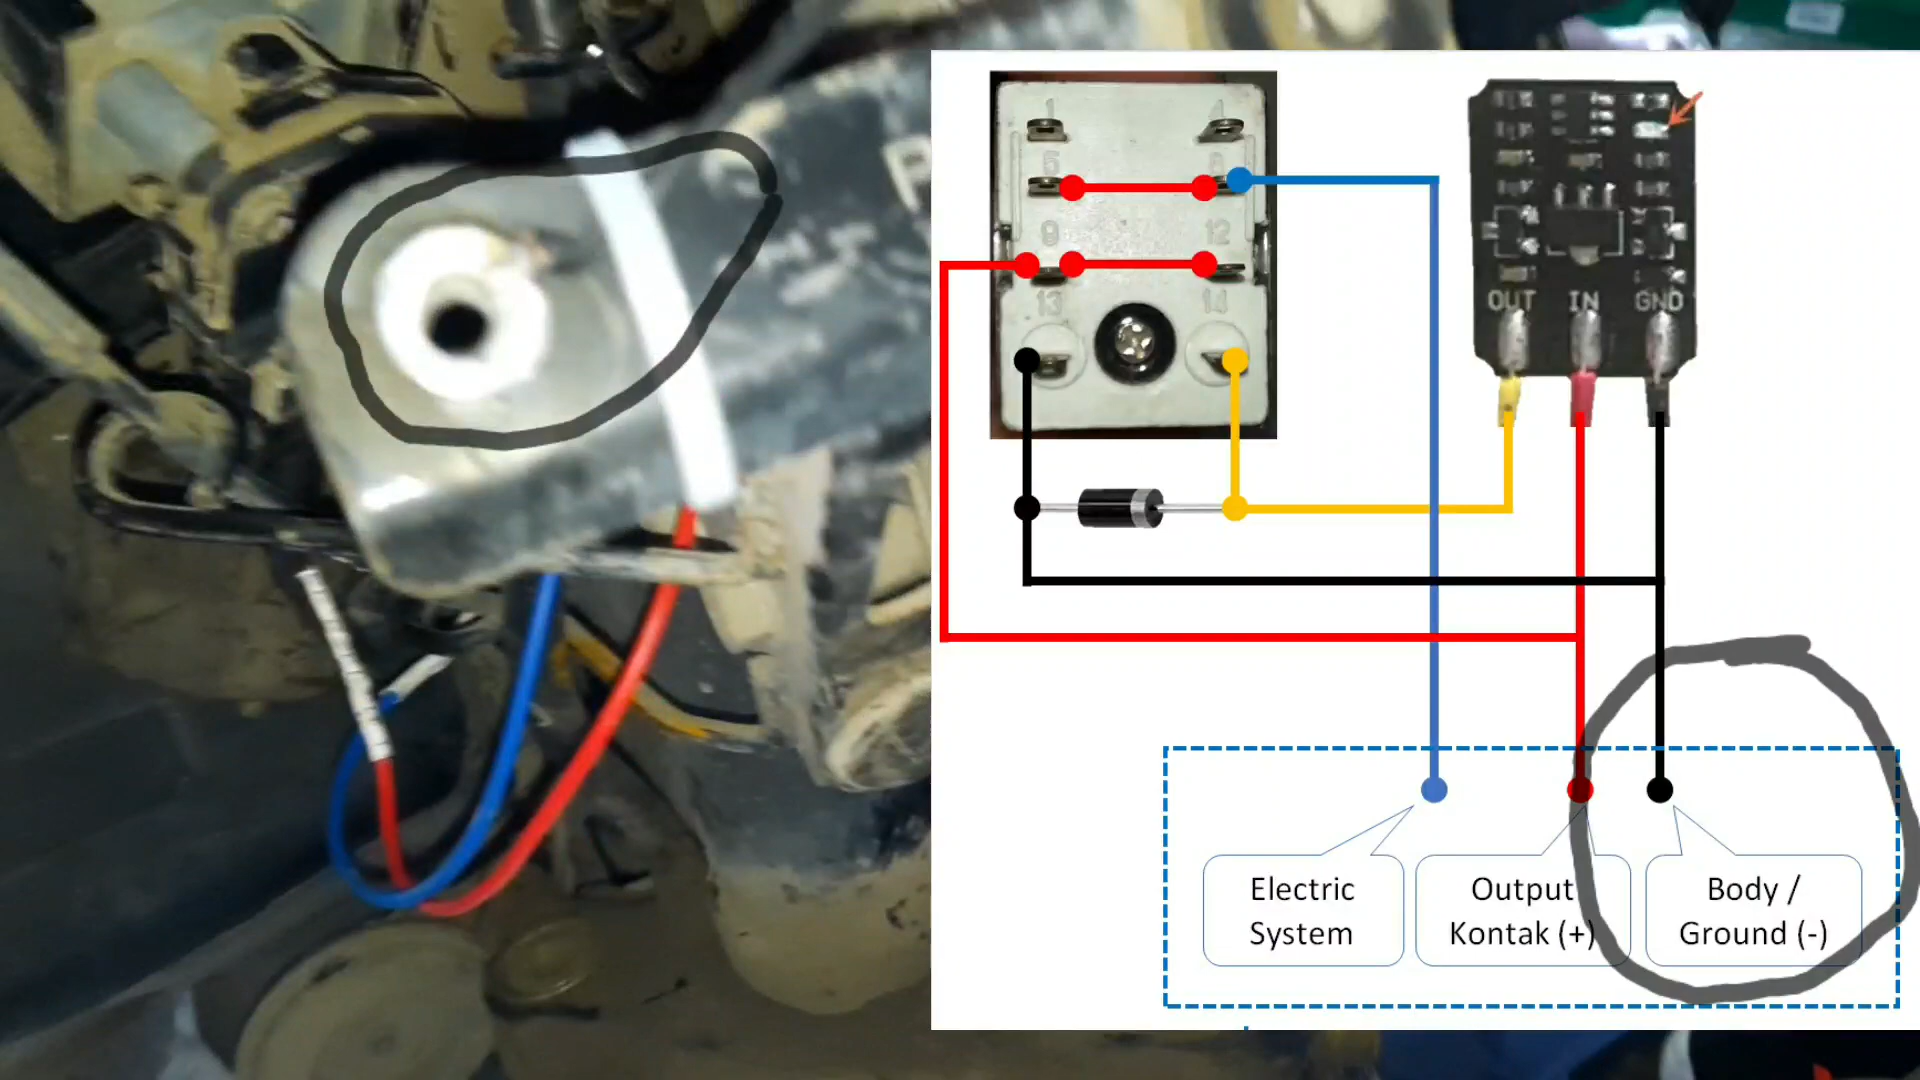 1 4
5 8
9 12
13 14
OUT IN GND
Electric
System
Output
Kontak (+)
Body /
Ground (-)